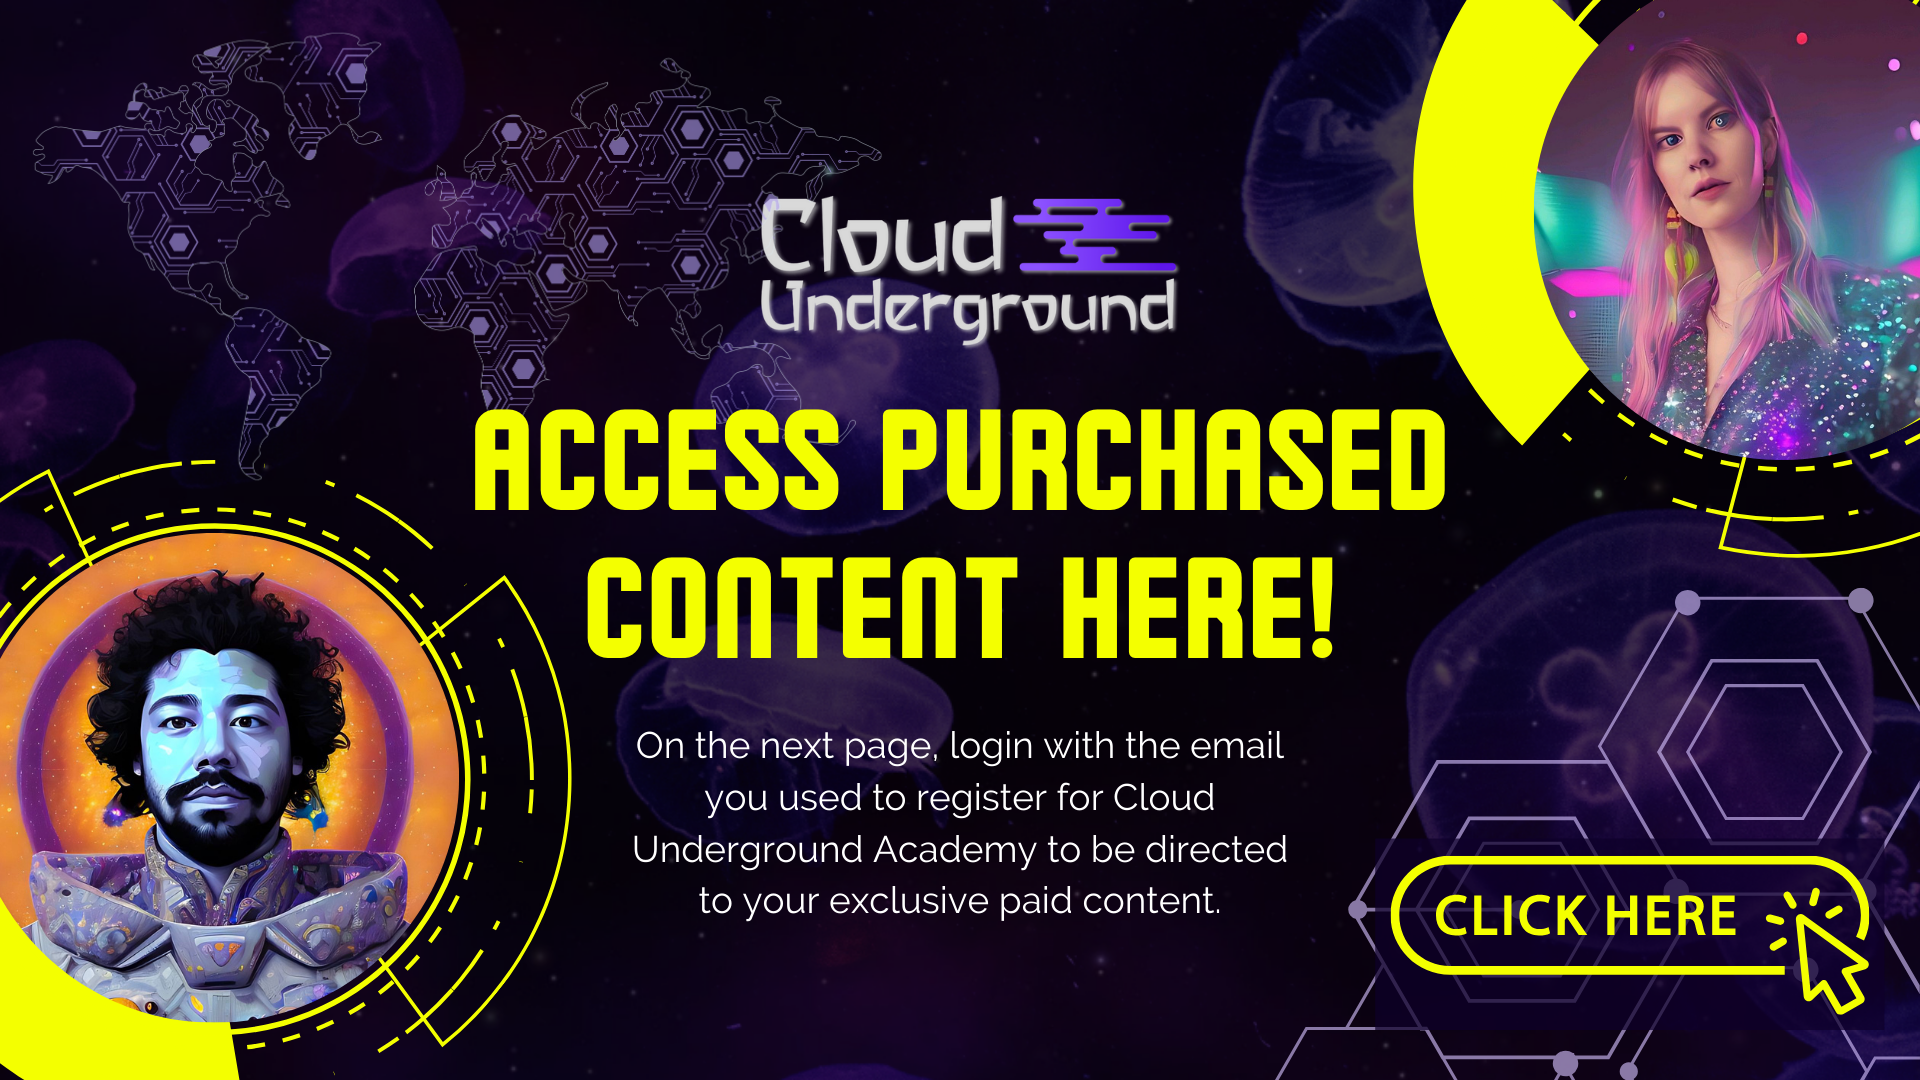 Cloud
Underground
ACCESS PURCHASED
CONTENT HERE!
On the next page, login with the email
you used to register for Cloud
Underground Academy to be directed
to your exclusive paid content.
CLICK HERE